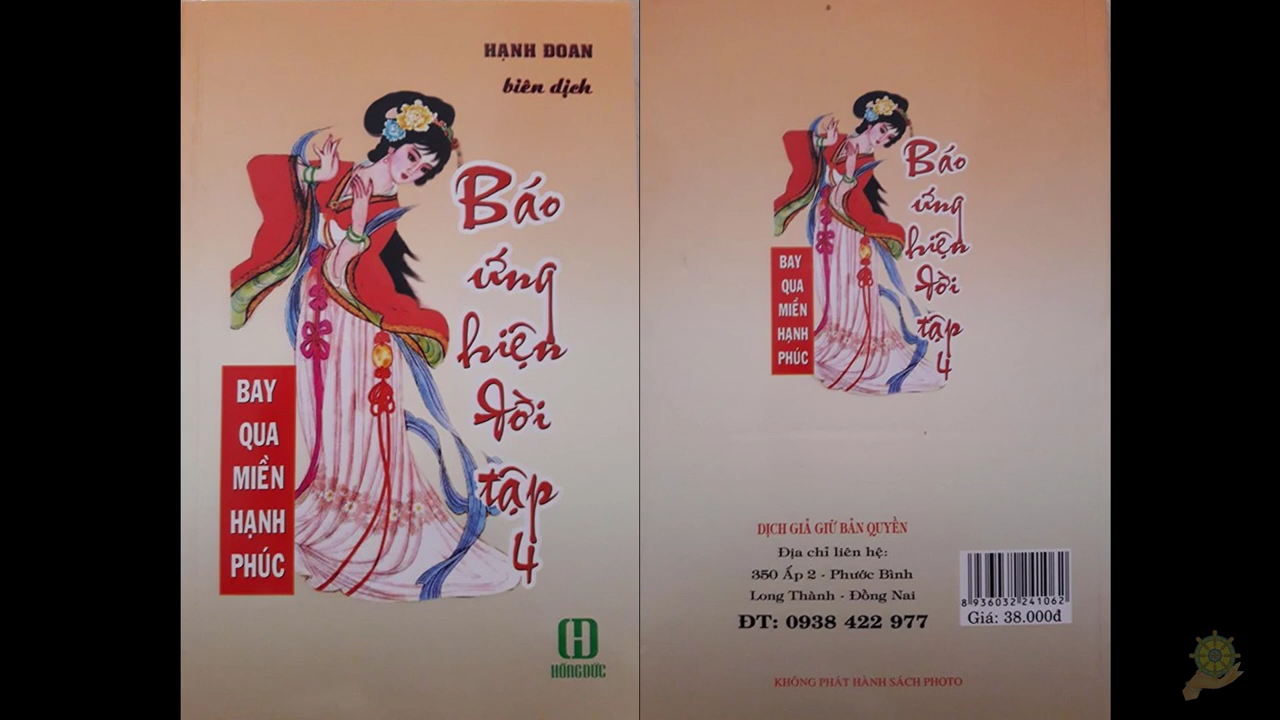 HẠNH ĐOAN
biên dịch
Báo
ứng
hiện
đời
tập
4
BAY
QUA
MIỀN
HẠNH
PHÚC
HỒNG ĐỨC
Báo
ứng
hiện
đời
tập
4
BAY
QUA
MIỀN
HẠNH
PHÚC
DỊCH GIẢ GIỮ BẢN QUYỀN
Địa chỉ liên hệ:
350 Ấp 2 - Phước Bình
Long Thành - Đồng Nai
ĐT: 0938 422 977
8 936032 241062
Giá: 38.000đ
KHÔNG PHÁT HÀNH SÁCH PHOTO